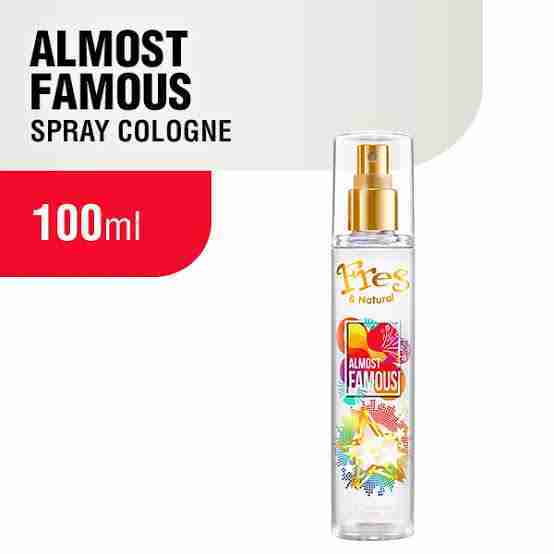 ALMOST
FAMOUS
SPRAY COLOGNE
100ml
Fres
& Natural
ALMOST
FAMOUS